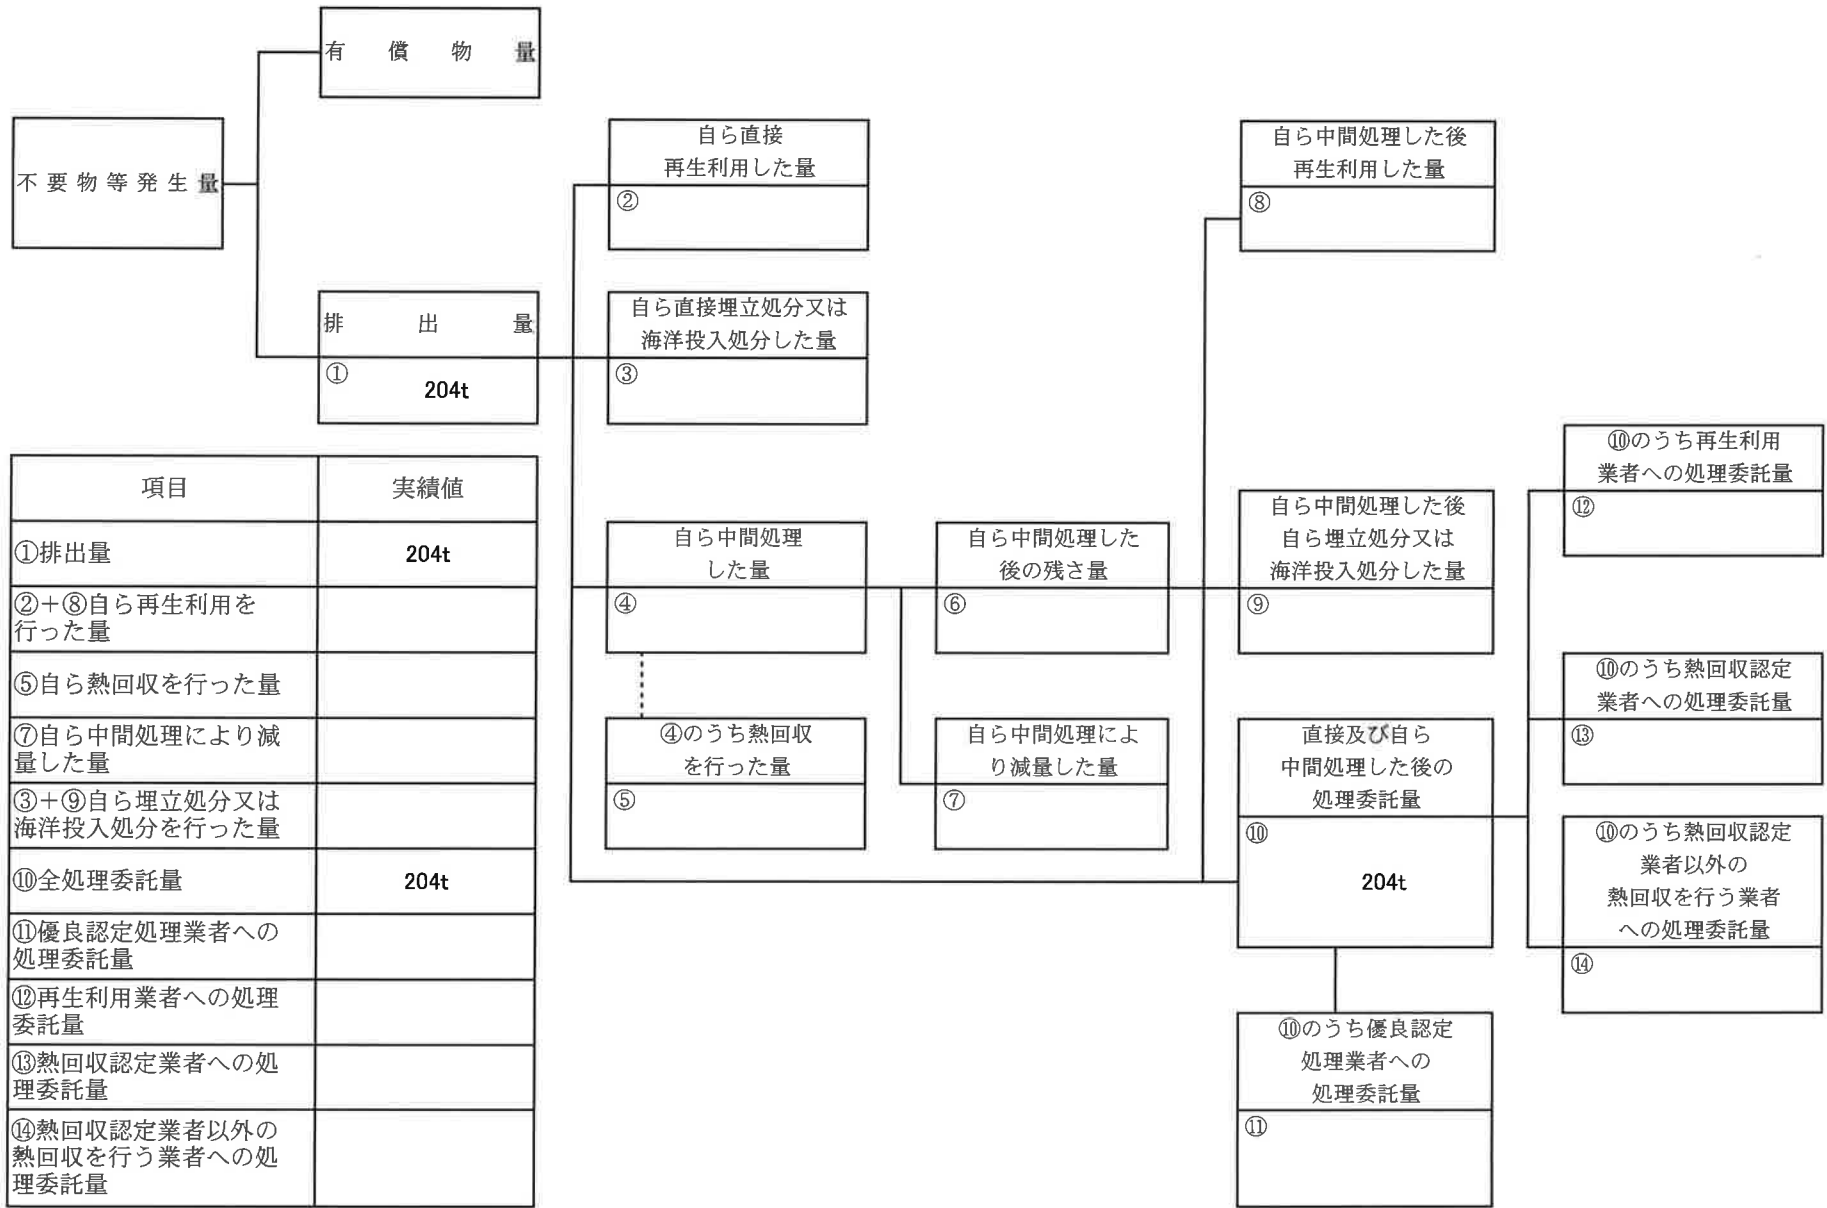 有償物量
不要物等発生量
排出量
①
204t
自ら直接
再生利用した量
②
自ら直接埋立処分又は
海洋投入処分した量
③
自ら中間処理
した量
④
④のうち熱回収
を行った量
⑤
自ら中間処理した
後の残さ量
⑥
自ら中間処理によ
り減量した量
⑦
自ら中間処理した後
再生利用した量
⑧
自ら中間処理した後
自ら埋立処分又は
海洋投入処分した量
⑨
直接及び自ら
中間処理した後の
処理委託量
⑩
204t
⑩のうち優良認定
処理業者への
処理委託量
⑪
⑩のうち再生利用
業者への処理委託量
⑫
⑩のうち熱回収認定
業者への処理委託量
⑬
⑩のうち熱回収認定
業者以外の
熱回収を行う業者
への処理委託量
⑭
項目 実績値
①排出量 204t
②＋⑧自ら再生利用を
行った量
⑤自ら熱回収を行った量
⑦自ら中間処理により減
量した量
③＋⑨自ら埋立処分又は
海洋投入処分を行った量
⑩全処理委託量 204t
⑪優良認定処理業者への
処理委託量
⑫再生利用業者への処理
委託量
⑬熱回収認定業者への処
理委託量
⑭熱回収認定業者以外の
熱回収を行う業者への処
理委託量